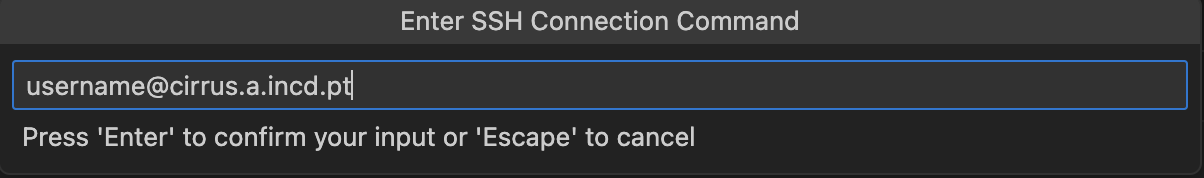 Enter SSH Connection Command
username@cirrus.a.incd.pt
Press 'Enter' to confirm your input or 'Escape' to cancel